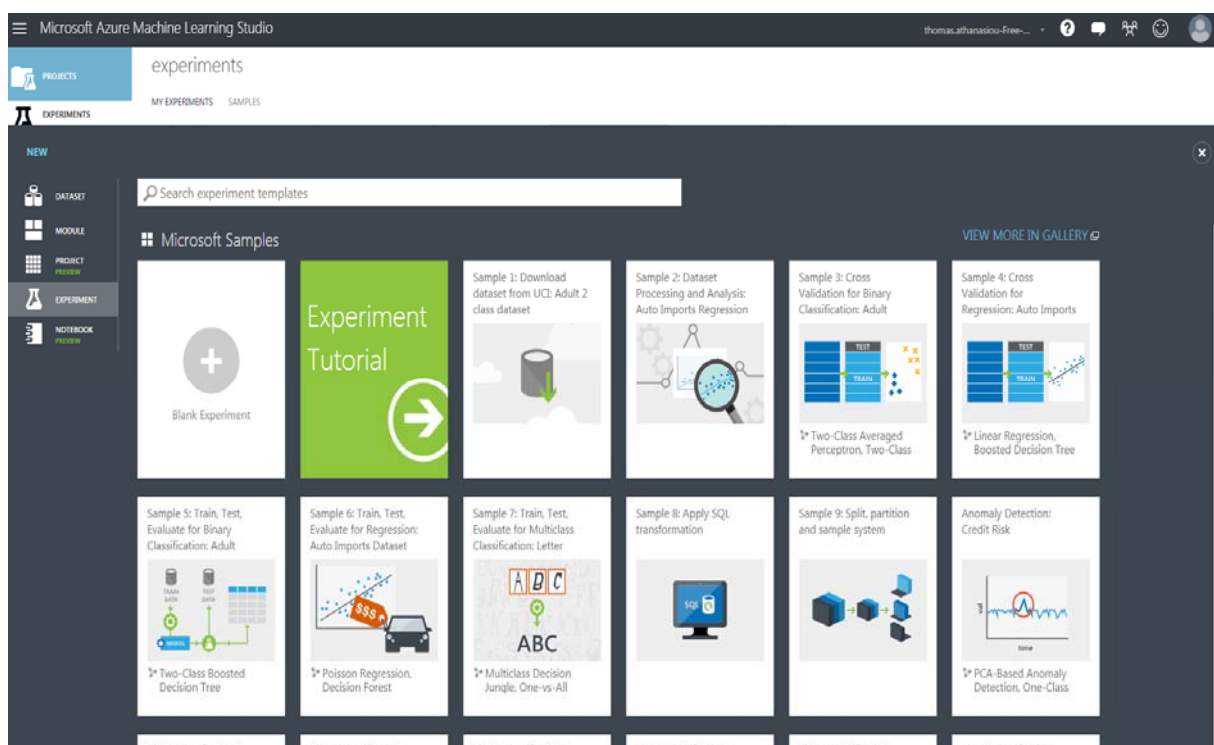 Microsoft Azure Machine Learning Studio
thomas.athanasiou-Free-...
PROJECTS
experiments
MY EXPERIMENTS SAMPLES
EXPERIMENTS
NEW
DATASET
MODULE
PROJECT
PREVIEW
EXPERIMENT
NOTEBOOK
PREVIEW
Search experiment templates
Microsoft Samples
VIEW MORE IN GALLERY
Blank Experiment
Experiment
Tutorial
Sample 1: Download
dataset from UCI: Adult 2
class dataset
Sample 2: Dataset
Processing and Analysis:
Auto Imports Regression
Sample 3: Cross
Validation for Binary
Classification: Adult
TEST
TRAIN
Two-Class Averaged
Perceptron, Two-Class
Sample 4: Cross
Validation for
Regression: Auto Imports
TEST
TRAIN
Linear Regression,
Boosted Decision Tree
Sample 5: Train, Test,
Evaluate for Binary
Classification: Adult
TRAIN
DATA
TEST
DATA
MODEL
Two-Class Boosted
Decision Tree
Sample 6: Train, Test,
Evaluate for Regression:
Auto Imports Dataset
$$$
Poisson Regression,
Decision Forest
Sample 7: Train, Test,
Evaluate for Multiclass
Classification: Letter
A B C
ABC
Multiclass Decision
Jungle, One-vs-All
Sample 8: Apply SQL
transformation
SQL
Sample 9: Split, partition
and sample system
Anomaly Detection:
Credit Risk
val
time
PCA-Based Anomaly
Detection, One-Class